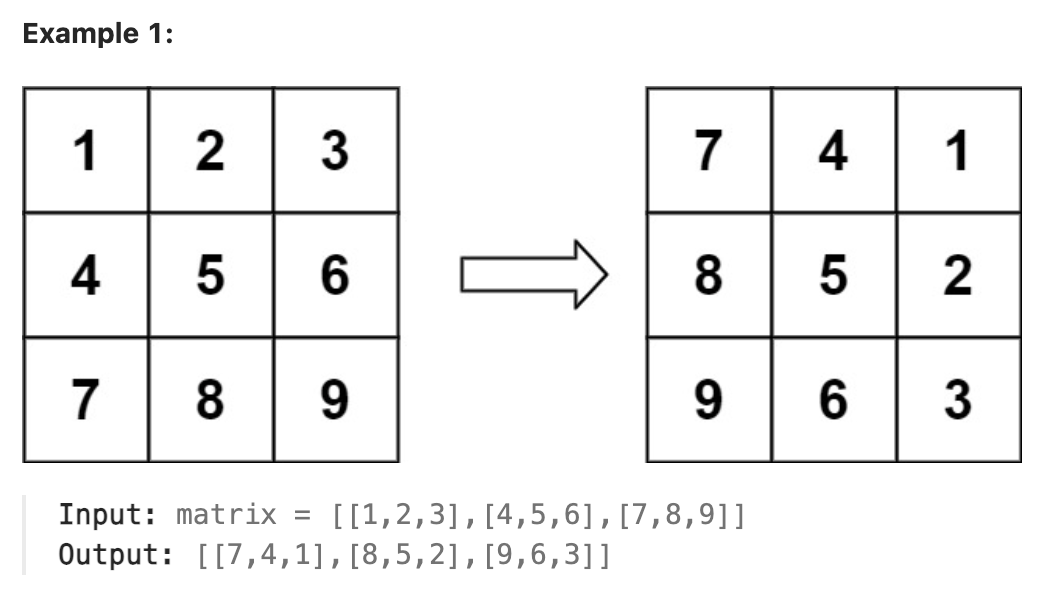 Example 1:
1 2 3 7 4 1
4 5 6 8 5 2
7 8 9 9 6 3
Input: matrix = [[1,2,3],[4,5,6],[7,8,9]]
Output: [[7,4,1],[8,5,2],[9,6,3]]